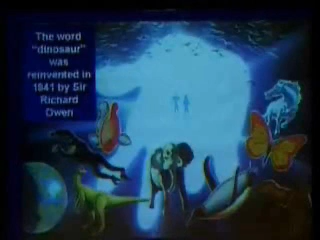 The word
"dinosaur"
was
reinvented in
1841 by Sir
Richard
Owen